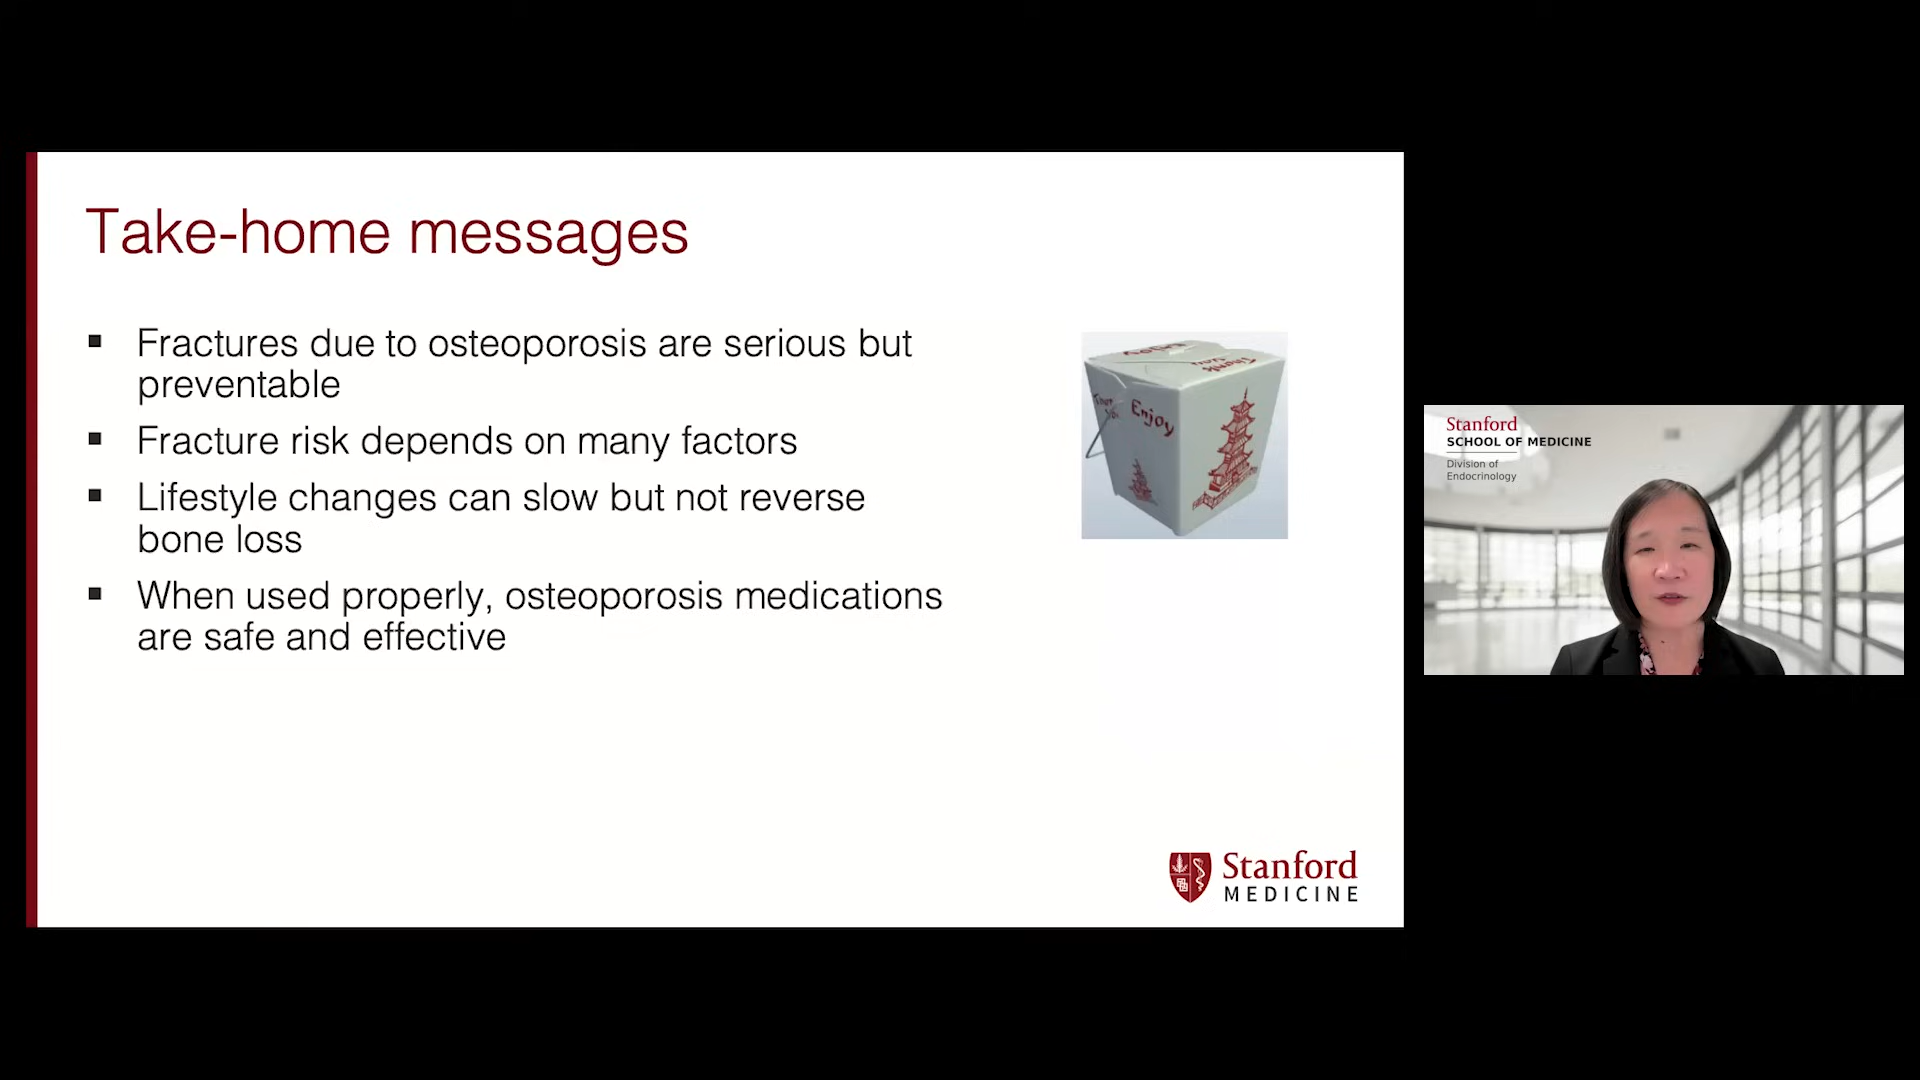 Take-home messages
Fractures due to osteoporosis are serious but
preventable
Fracture risk depends on many factors
Lifestyle changes can slow but not reverse
bone loss
When used properly, osteoporosis medications
are safe and effective
Enjoy
Enjoy
Stanford
MEDICINE
Stanford
SCHOOL OF MEDICINE
Division of
Endocrinology